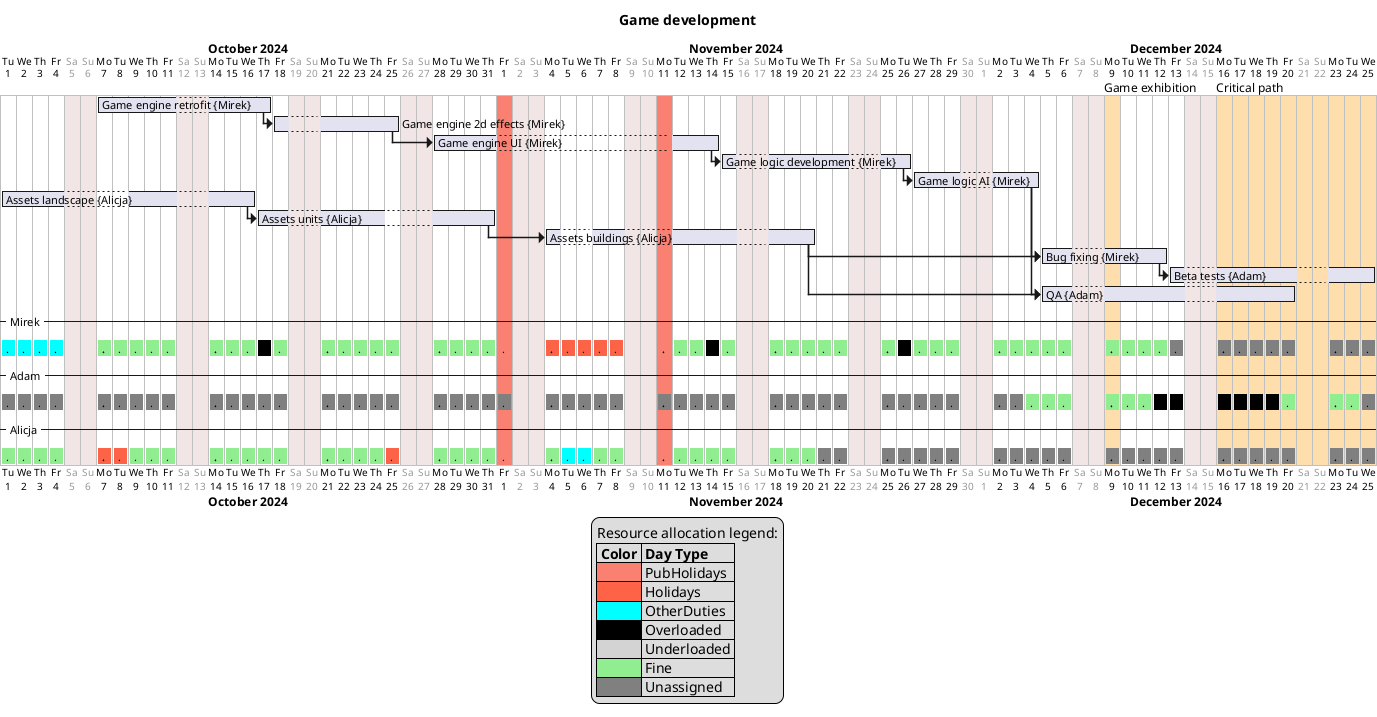 Game development
October 2024 November 2024 December 2024
Tu We Th Fr Sa Su Mo Tu We Th Fr Sa Su Mo Tu We Th Fr Sa Su Mo Tu We Th Fr Sa Su Mo Tu We Th Fr Sa Su Mo Tu We Th Fr Sa Su Mo Tu We Th Fr Sa Su Mo Tu We Th Fr Sa Su Mo Tu We Th Fr Sa Su Mo Tu We Th Fr Sa Su Mo Tu We Th Fr Sa Su Mo Tu We Th Fr Sa Su Mo Tu We
1 2 3 4 5 6 7 8 9 10 11 12 13 14 15 16 17 18 19 20 21 22 23 24 25 26 27 28 29 30 31 1 2 3 4 5 6 7 8 9 10 11 12 13 14 15 16 17 18 19 20 21 22 23 24 25 26 27 28 29 30 1 2 3 4 5 6 7 8 9 10 11 12 13 14 15 16 17 18 19 20 21 22 23 24 25
Game exhibition Critical path
Game engine retrofit {Mirek}
Game engine 2d effects {Mirek}
Game engine UI {Mirek}
Game logic development {Mirek}
Game logic AI {Mirek}
Assets landscape {Alicja}
Assets units {Alicja}
Assets buildings {Alicja}
Bug fixing {Mirek}
Beta tests {Adam}
QA {Adam}
Mirek
Adam
Alicja
Tu We Th Fr Sa Su Mo Tu We Th Fr Sa Su Mo Tu We Th Fr Sa Su Mo Tu We Th Fr Sa Su Mo Tu We Th Fr Sa Su Mo Tu We Th Fr Sa Su Mo Tu We Th Fr Sa Su Mo Tu We Th Fr Sa Su Mo Tu We Th Fr Sa Su Mo Tu We Th Fr Sa Su Mo Tu We Th Fr Sa Su Mo Tu We Th Fr Sa Su Mo Tu We
1 2 3 4 5 6 7 8 9 10 11 12 13 14 15 16 17 18 19 20 21 22 23 24 25 26 27 28 29 30 31 1 2 3 4 5 6 7 8 9 10 11 12 13 14 15 16 17 18 19 20 21 22 23 24 25 26 27 28 29 30 1 2 3 4 5 6 7 8 9 10 11 12 13 14 15 16 17 18 19 20 21 22 23 24 25
October 2024 November 2024 December 2024
Resource allocation legend:
Color Day Type
PubHolidays
Holidays
OtherDuties
Overloaded
Underloaded
Fine
Unassigned